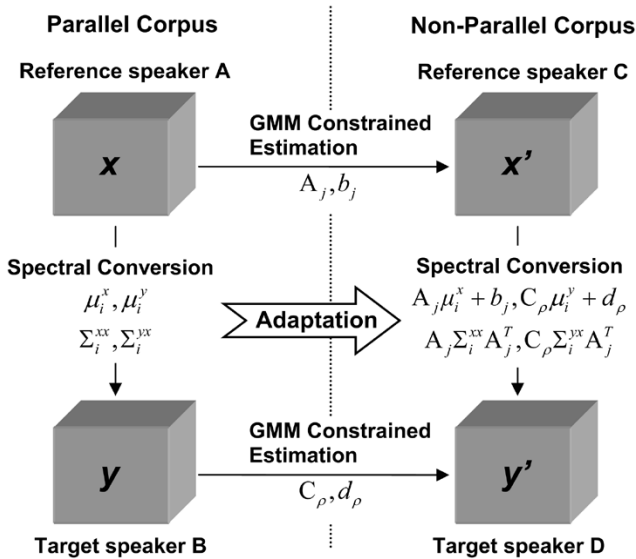 Parallel Corpus
Non-Parallel Corpus
Reference speaker A
Reference speaker C
x
GMM Constrained
Estimation
A_j, b_j
x'
Spectral Conversion
μ_i^x, μ_i^y
Σ_i^{xx}, Σ_i^{yx}
Adaptation
Spectral Conversion
A_j μ_i^x + b_j, C_ρ μ_i^y + d_ρ
A_j Σ_i^{xx} A_j^T, C_ρ Σ_i^{yx} A_j^T
y
GMM Constrained
Estimation
C_ρ, d_ρ
y'
Target speaker B
Target speaker D